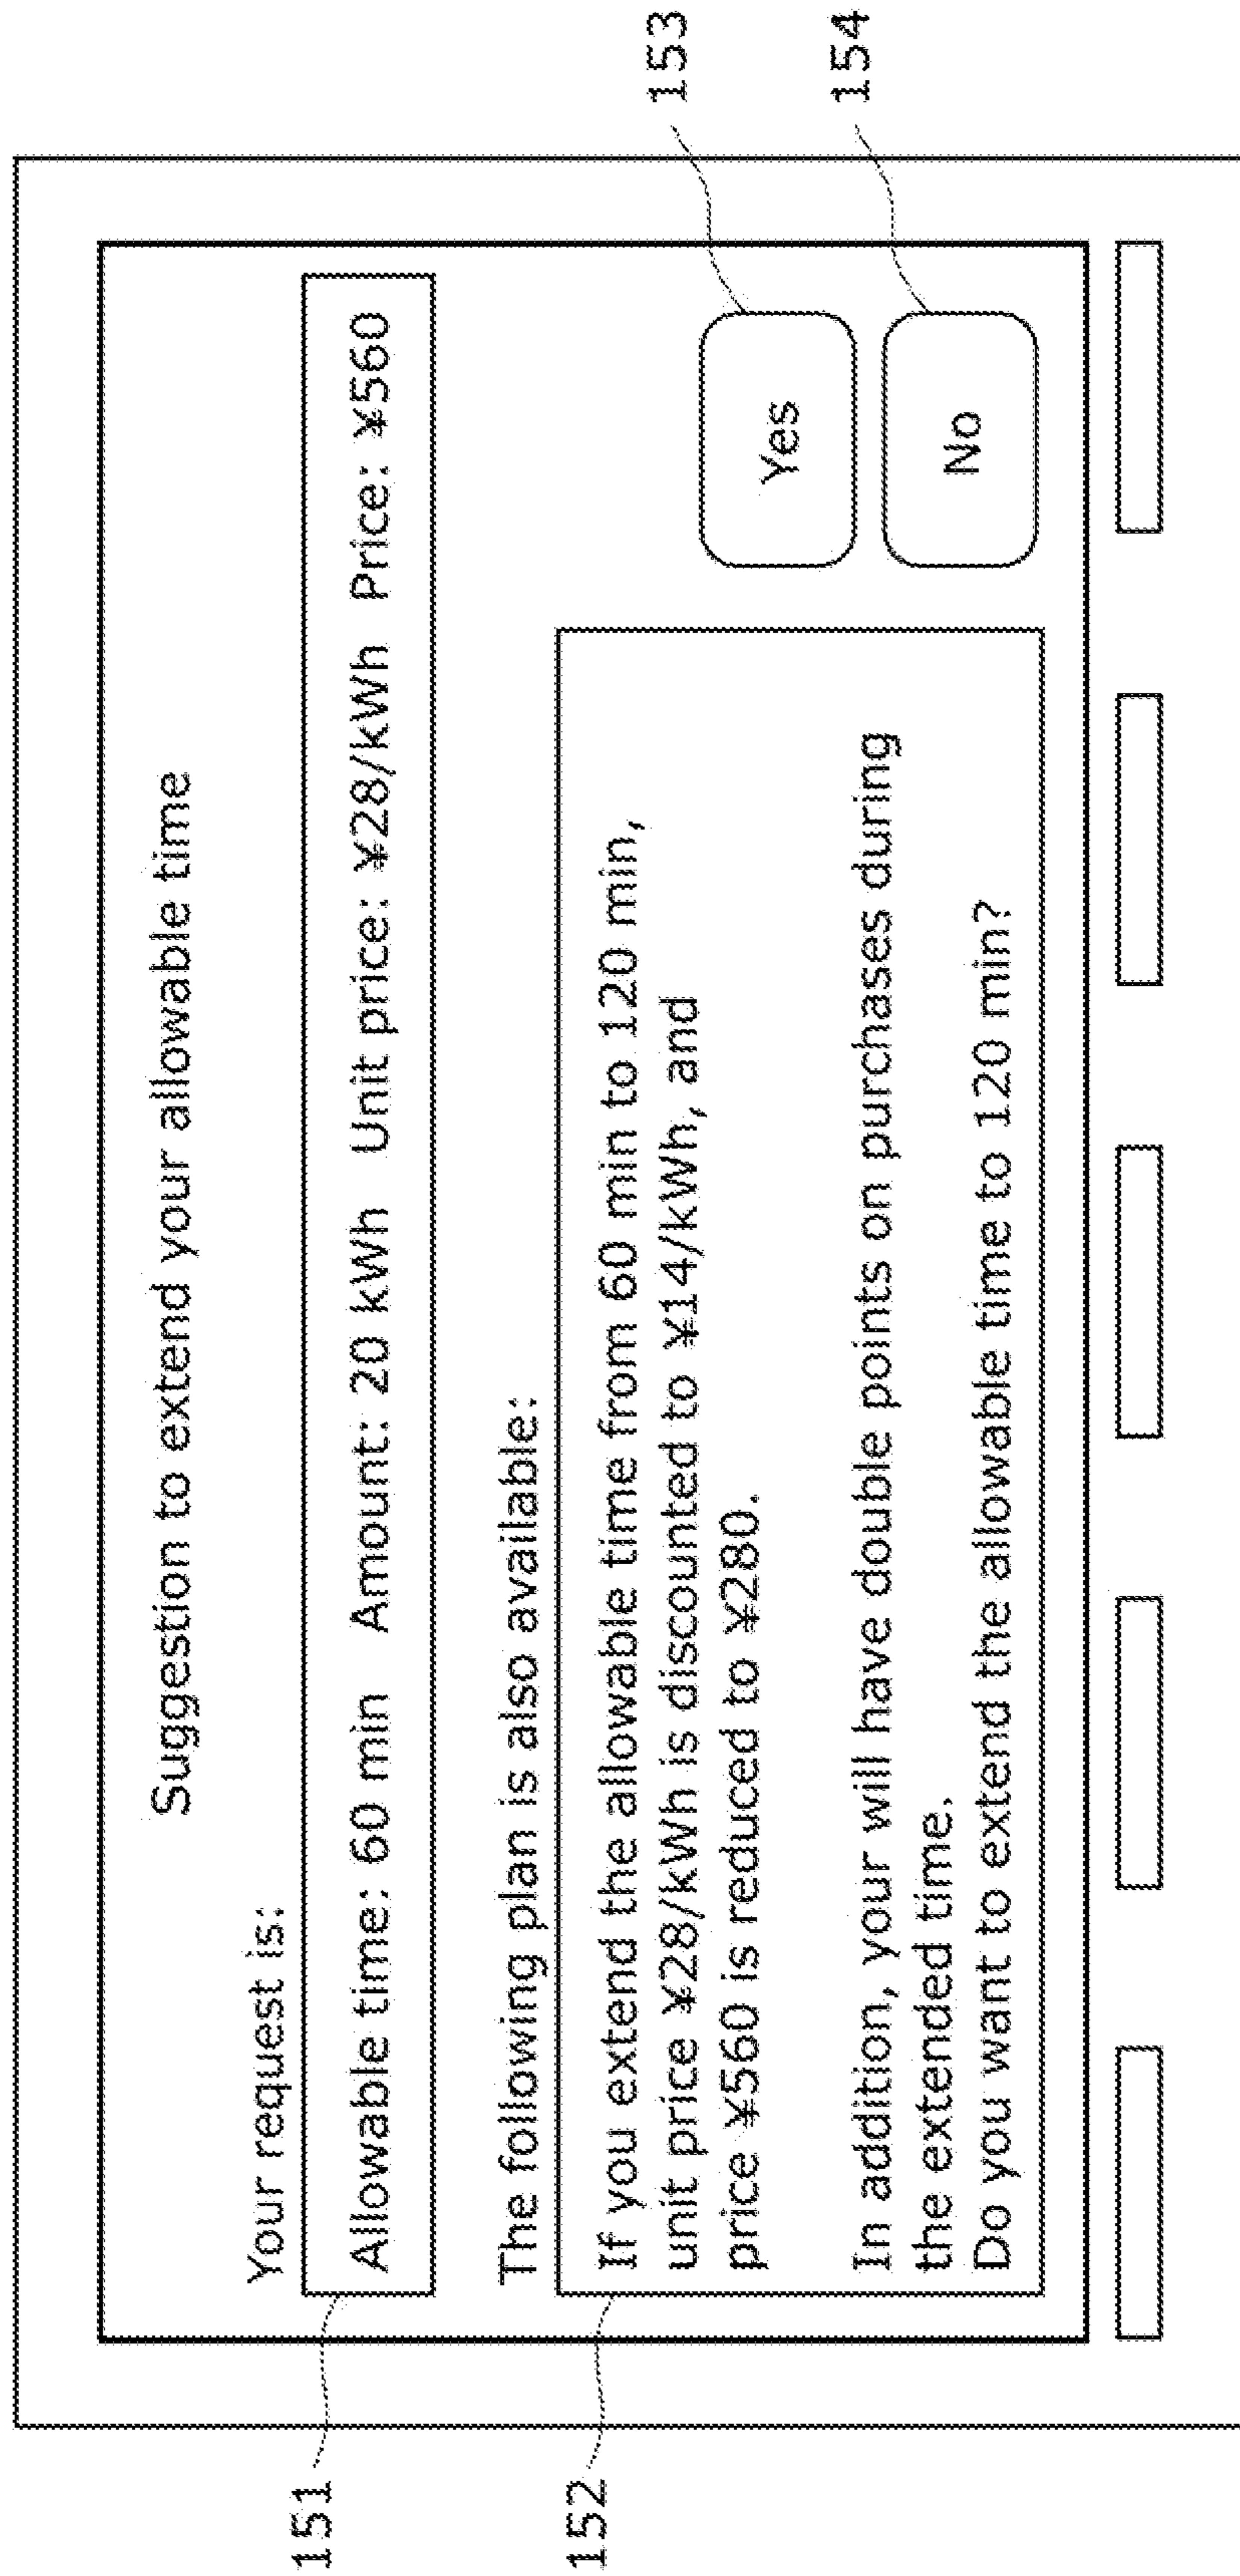 Suggestion to extend your allowable time
Your request is:
151
Allowable time: 60 min Amount: 20 kWh Unit price: ¥28/kWh Price: ¥560
The following plan is also available:
152
If you extend the allowable time from 60 min to 120 min,
unit price ¥28/kWh is discounted to ¥14/kWh, and
price ¥560 is reduced to ¥280.
In addition, your will have double points on purchases during
the extended time.
Do you want to extend the allowable time to 120 min?
Yes
153
No
154